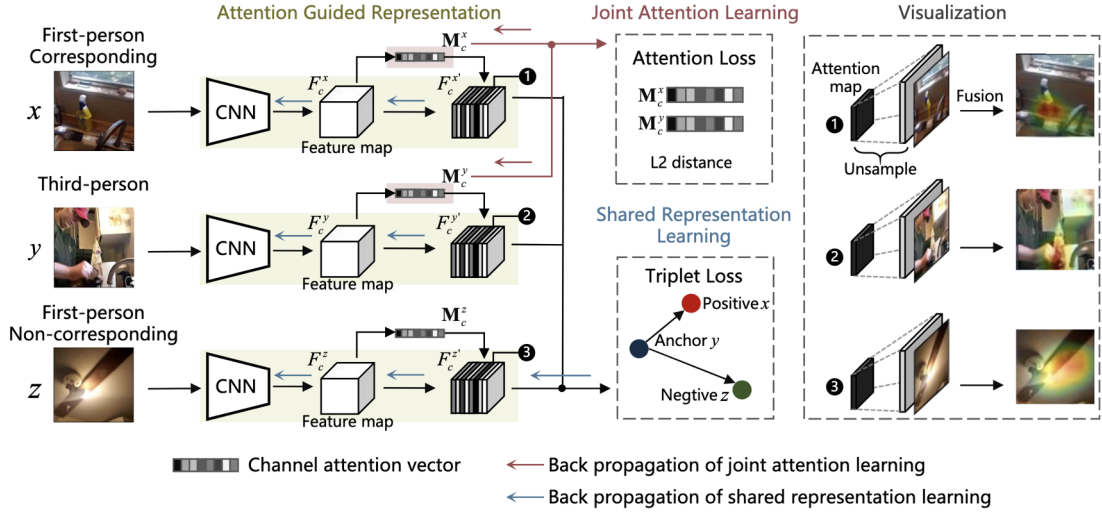 Attention Guided Representation
Joint Attention Learning
Visualization
First-person
Corresponding
x
CNN
F_c^x
Feature map
M_c^x
F_c^x'
1
Attention Loss
M_c^x
M_c^y
L2 distance
Attention
map
1
Unsample
Fusion
Third-person
y
CNN
F_c^y
Feature map
M_c^y
F_c^y'
2
Shared Representation
Learning
2
First-person
Non-corresponding
z
CNN
F_c^z
Feature map
M_c^z
F_c^z'
3
Triplet Loss
Positive x
Anchor y
Negtive z
3
Channel attention vector
Back propagation of joint attention learning
Back propagation of shared representation learning